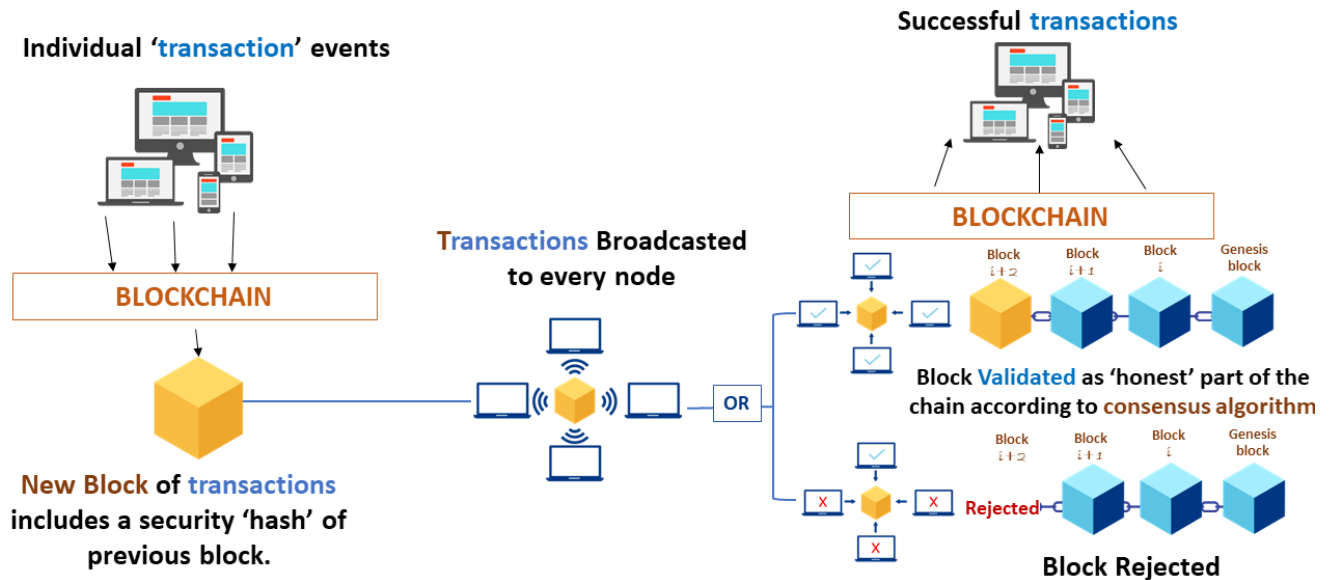 Individual ‘transaction’ events
BLOCKCHAIN
New Block of transactions
includes a security ‘hash’ of
previous block.
Transactions Broadcasted
to every node
OR
Successful transactions
BLOCKCHAIN
Block
i+2
Block
i+1
Block
i
Genesis
block
Block Validated as ‘honest’ part of the
chain according to consensus algorithm
Block
i+2
Block
i+1
Block
i
Genesis
block
X
X
X
Rejected
Block Rejected